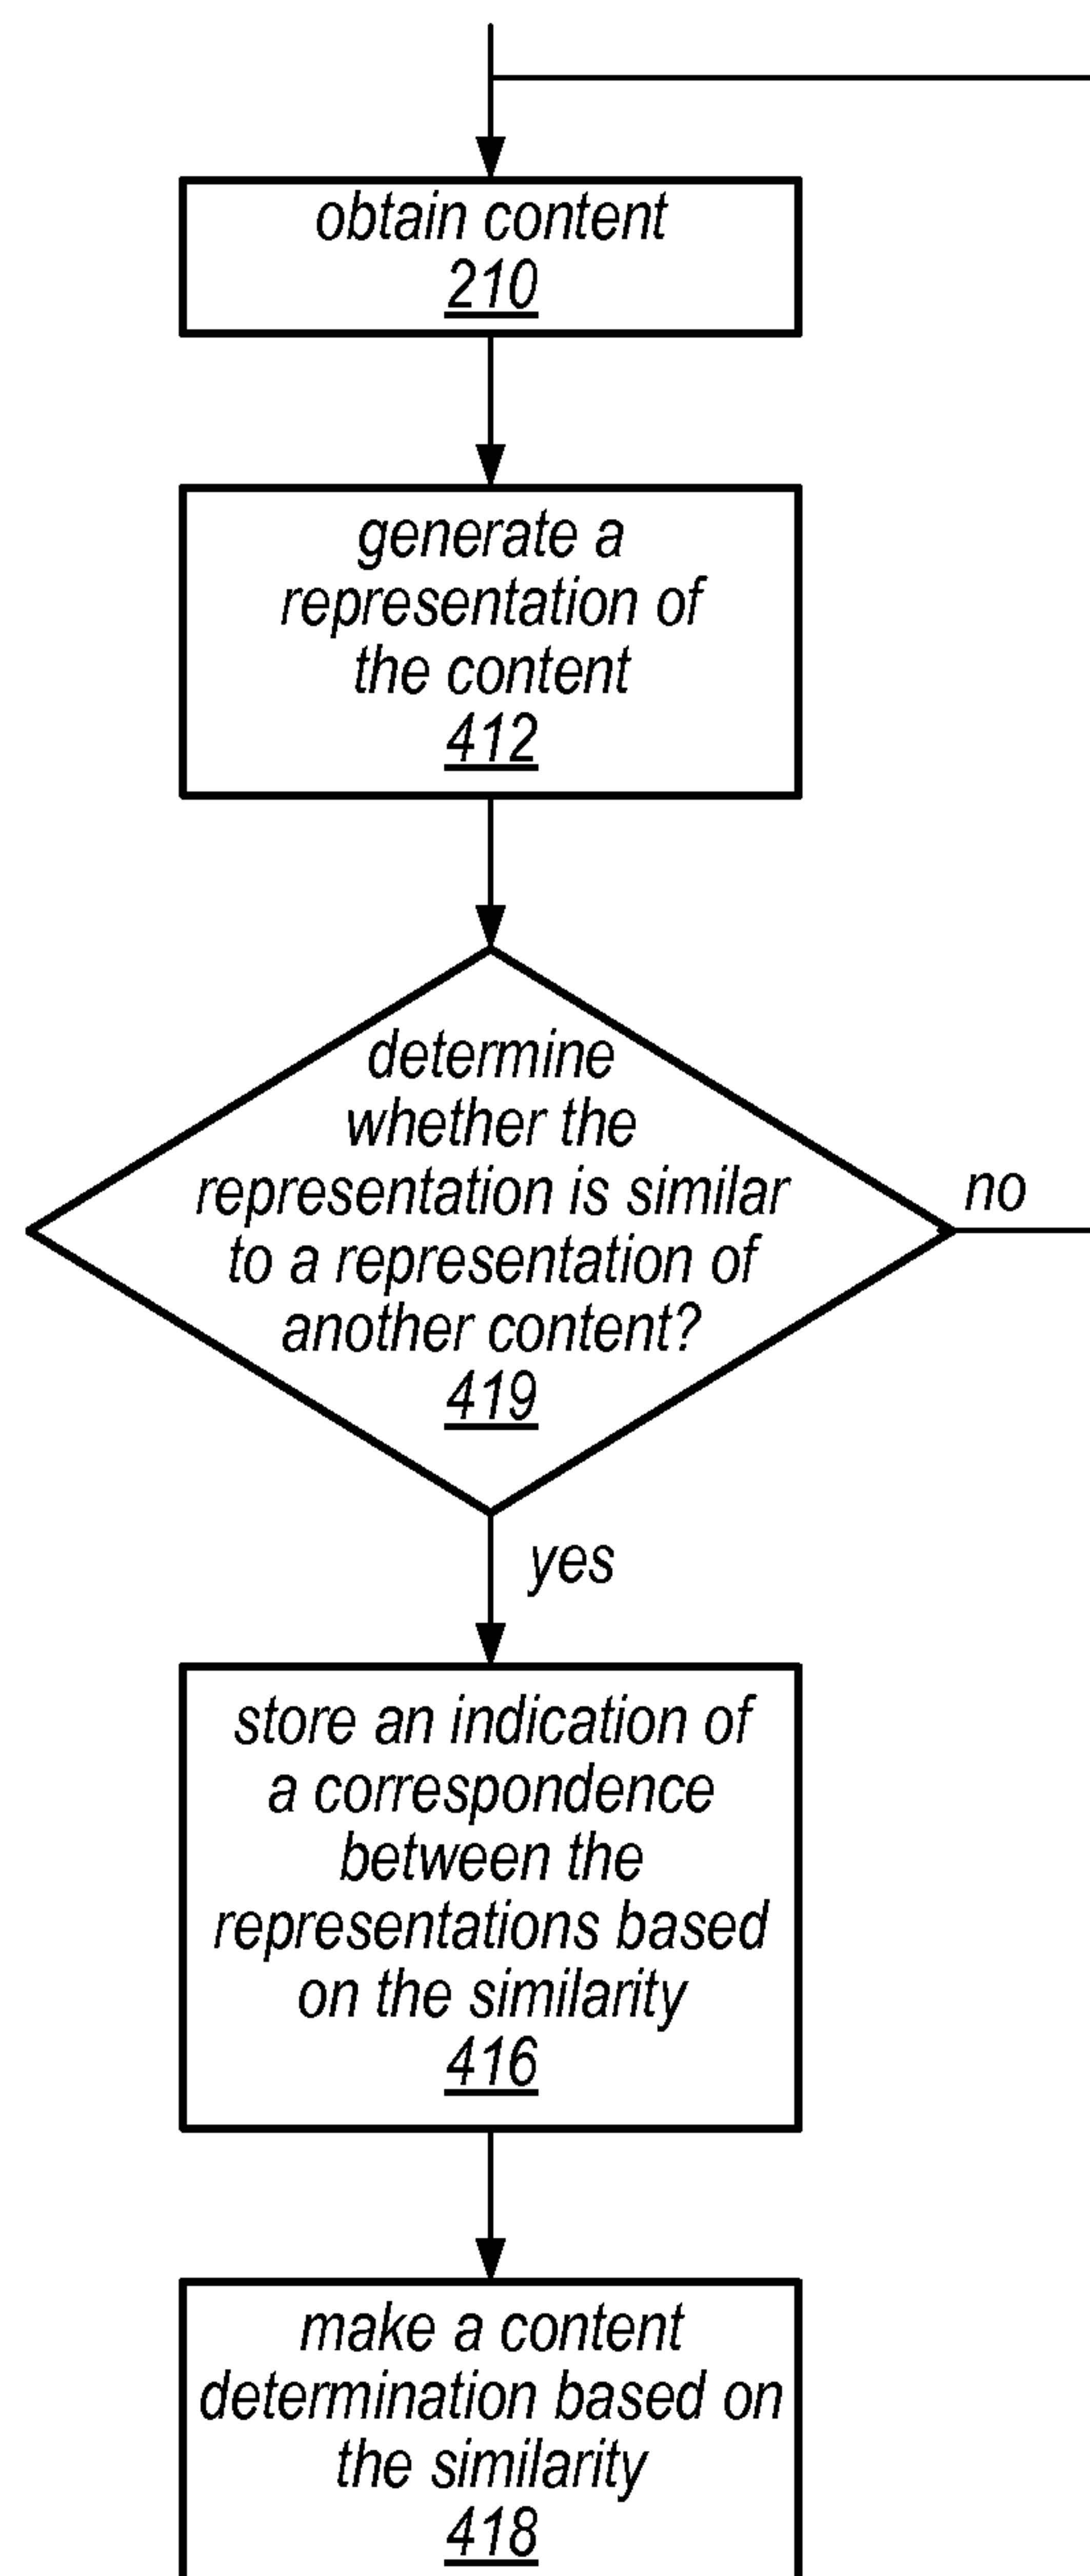 obtain content
210
generate a
representation of
the content
412
determine
whether the
representation is similar
to a representation of
another content?
419
no
yes
store an indication of
a correspondence
between the
representations based
on the similarity
416
make a content
determination based on
the similarity
418